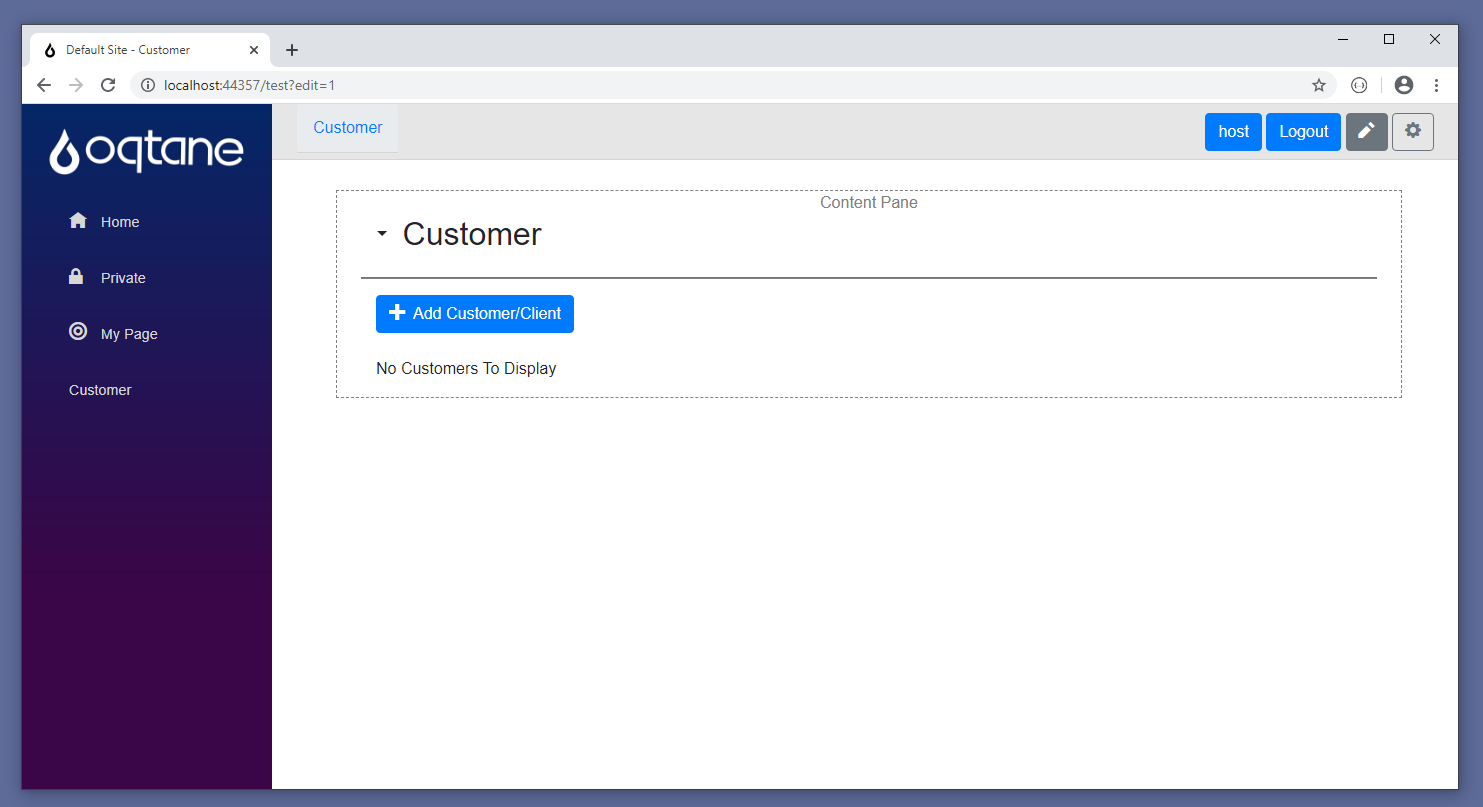 Default Site - Customer
localhost:44357/test?edit=1
oqtane
Home
Private
My Page
Customer
Customer
host
Logout
Content Pane
Customer
Add Customer/Client
No Customers To Display